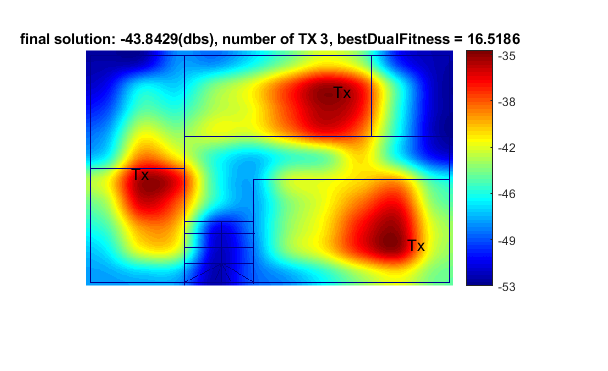 final solution: -43.8429(dbs), number of TX 3, bestDualFitness = 16.5186
-35
Tx
-38
-42
Tx
-46
Tx
-49
-53